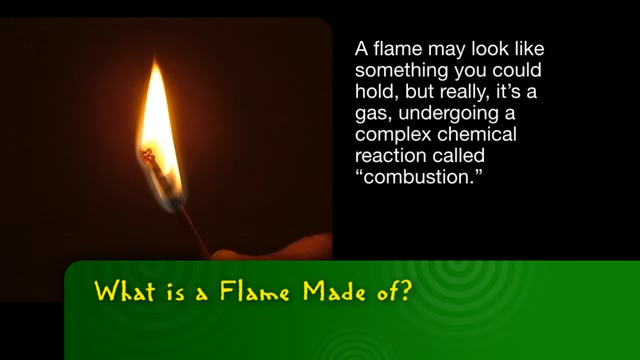 A flame may look like
something you could
hold, but really, it’s a
gas, undergoing a
complex chemical
reaction called
“combustion.”
What is a Flame Made of?